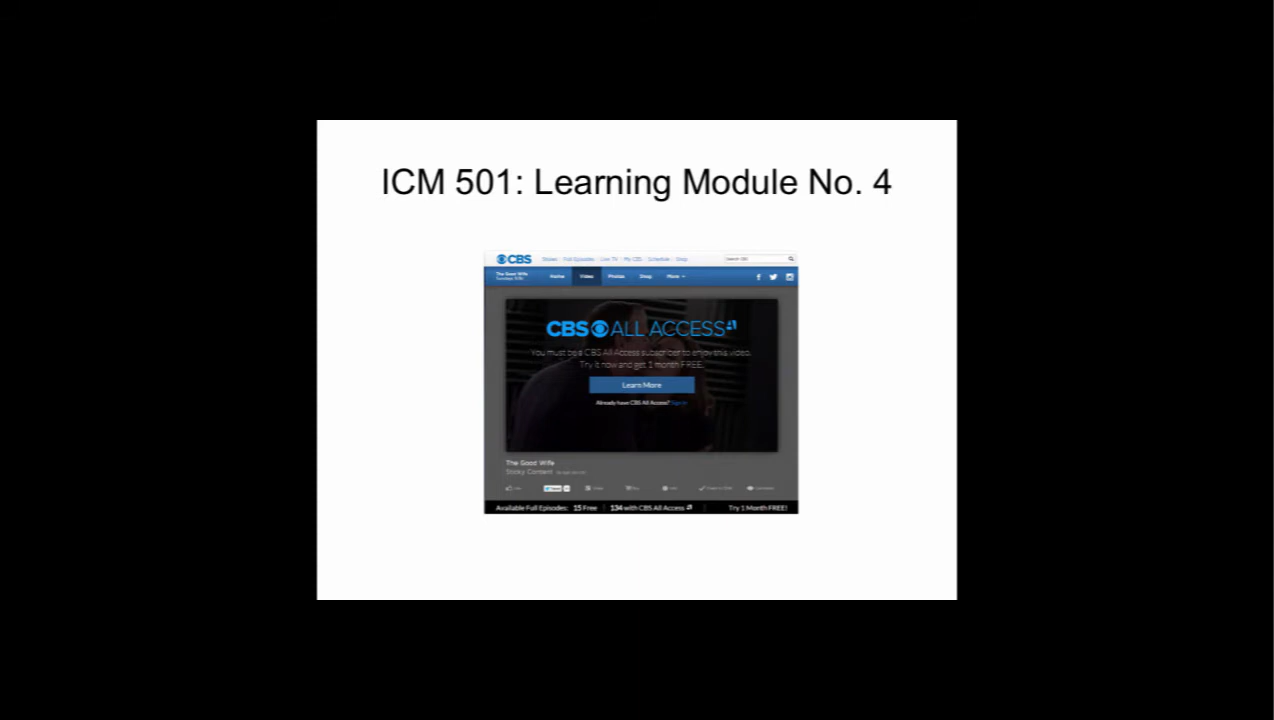 ICM 501: Learning Module No. 4
CBS Shows Full Episodes Live TV My CBS Schedule Shop Search CBS
The Good Wife
Home Video Photos Shop More
CBS ALL ACCESS
You must be a CBS All Access subscriber to enjoy this video.
Try it now and get 1 month FREE!
Learn More
Already have CBS All Access? Sign In
The Good Wife
Sticky Content
Available Full Episodes: 15 Free | 134 with CBS All Access | Try 1 Month FREE!